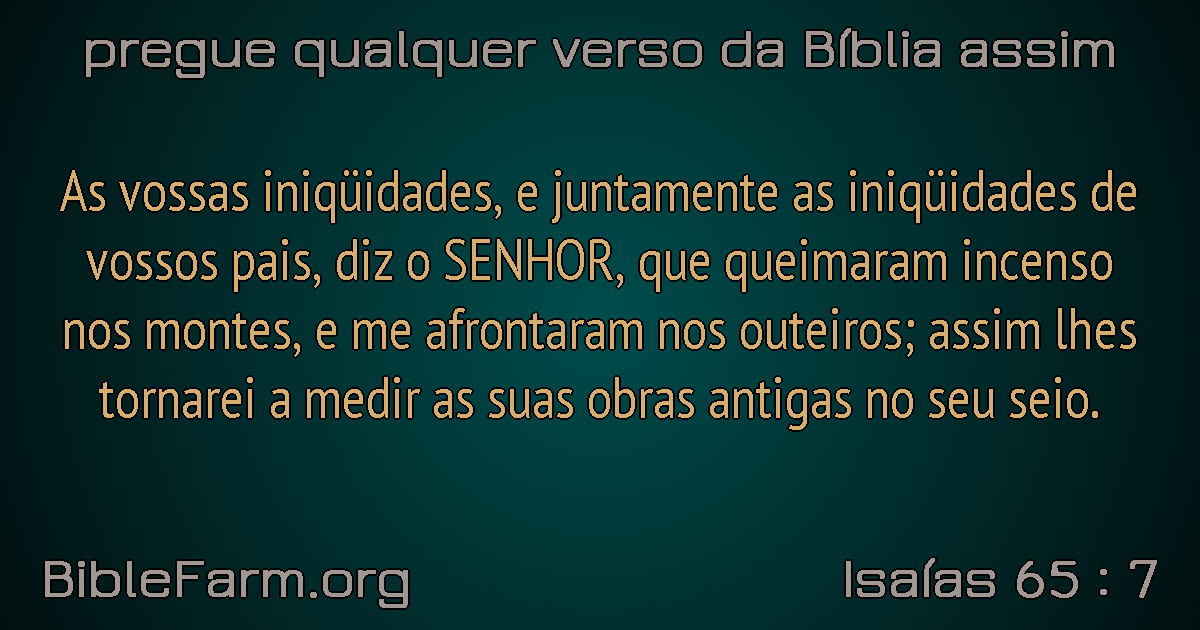 pregue qualquer verso da Bíblia assim
As vossas iniqüidades, e juntamente as iniqüidades de
vossos pais, diz o SENHOR, que queimaram incenso
nos montes, e me afrontaram nos outeiros; assim lhes
tornarei a medir as suas obras antigas no seu seio.
BibleFarm.org
Isaías 65 : 7